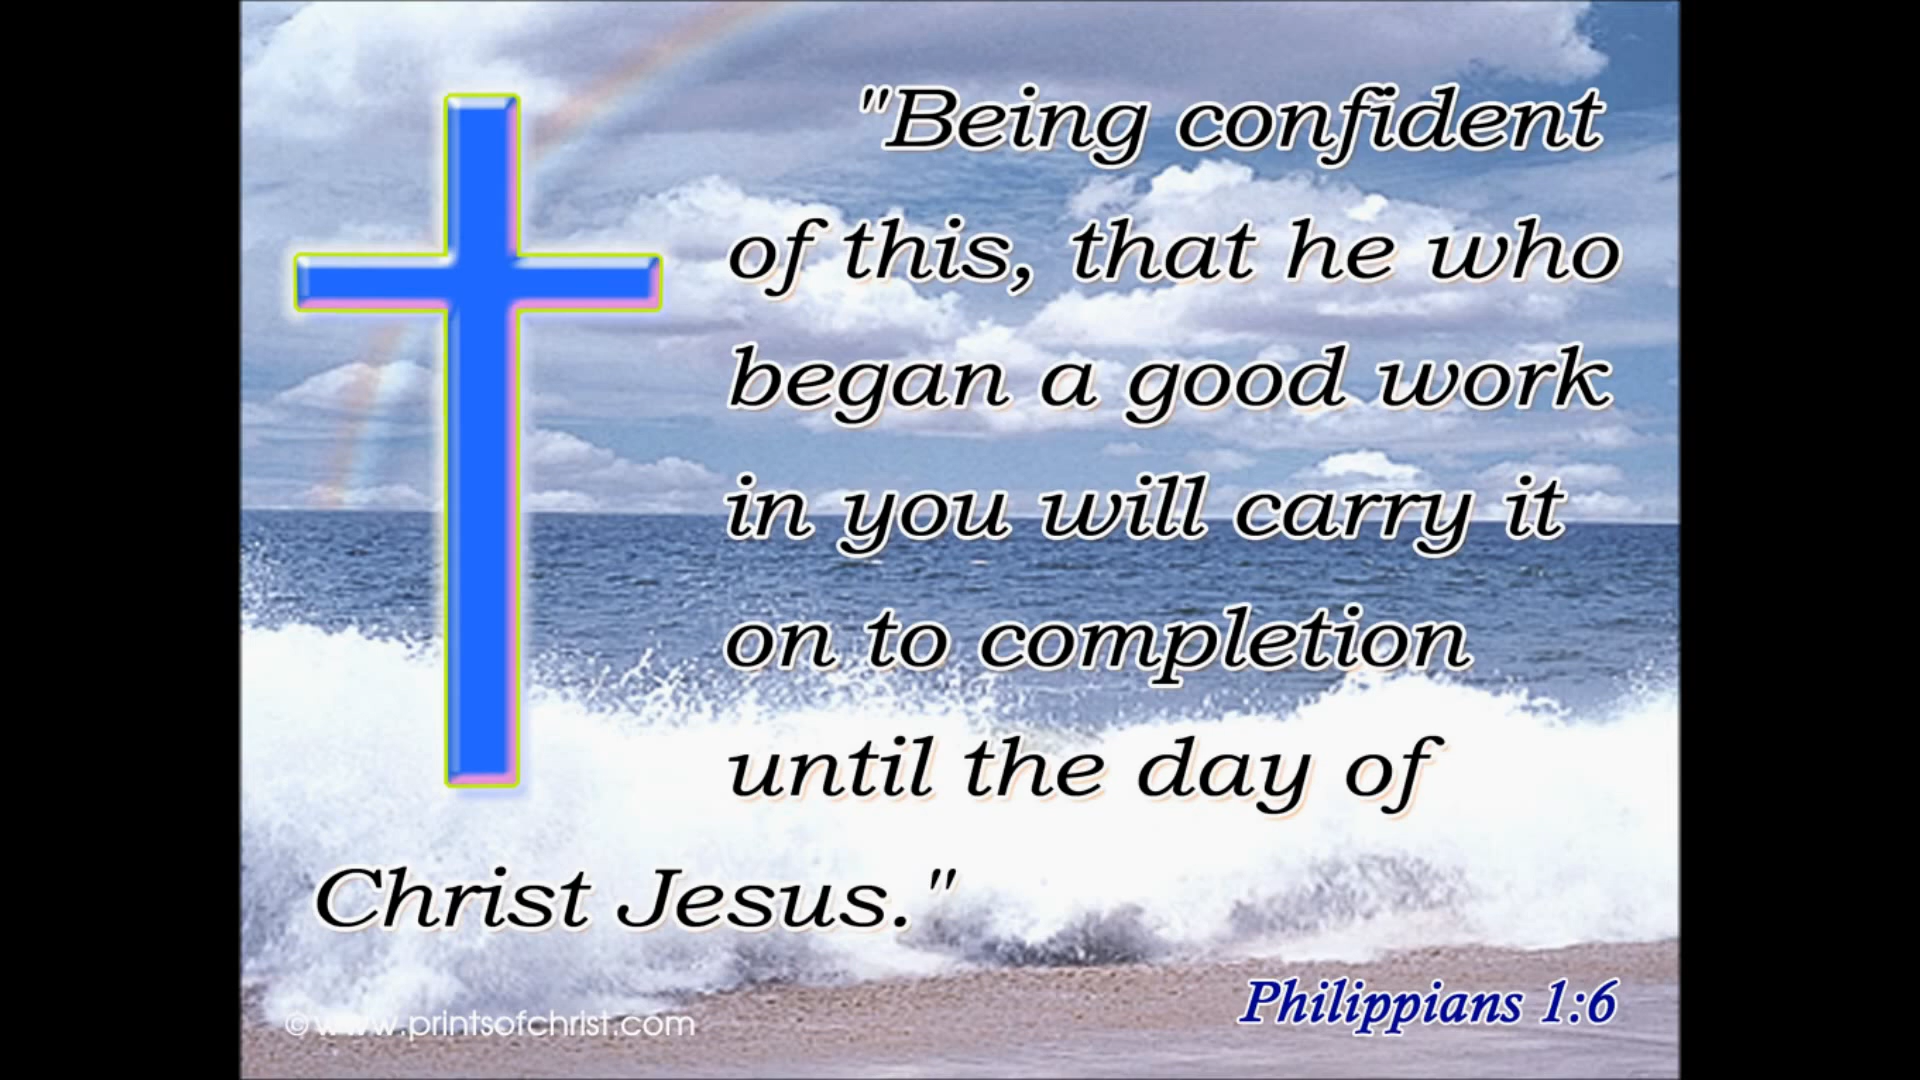 "Being confident
of this, that he who
began a good work
in you will carry it
on to completion
until the day of
Christ Jesus."
Philippians 1:6
© www.printsofchrist.com